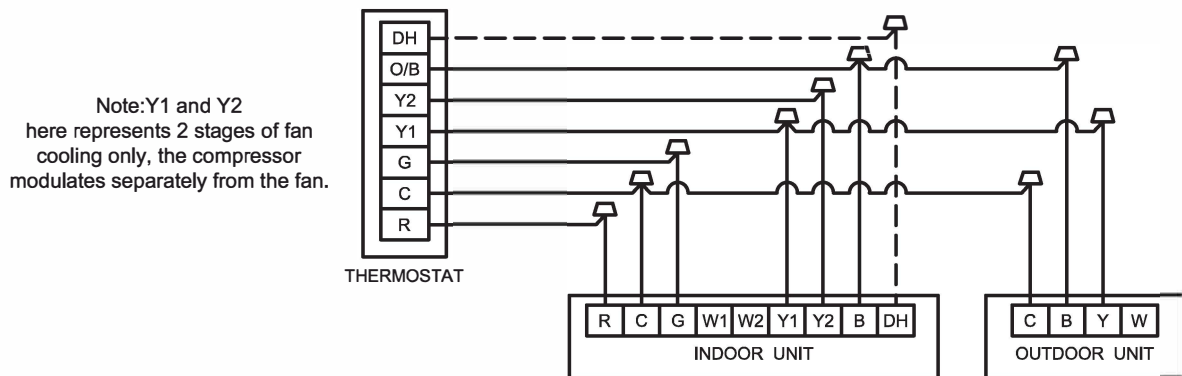 Note:Y1 and Y2
here represents 2 stages of fan
cooling only, the compressor
modulates separately from the fan.
DH
O/B
Y2
Y1
G
C
R
THERMOSTAT
R C G W1 W2 Y1 Y2 B DH
INDOOR UNIT
C B Y W
OUTDOOR UNIT